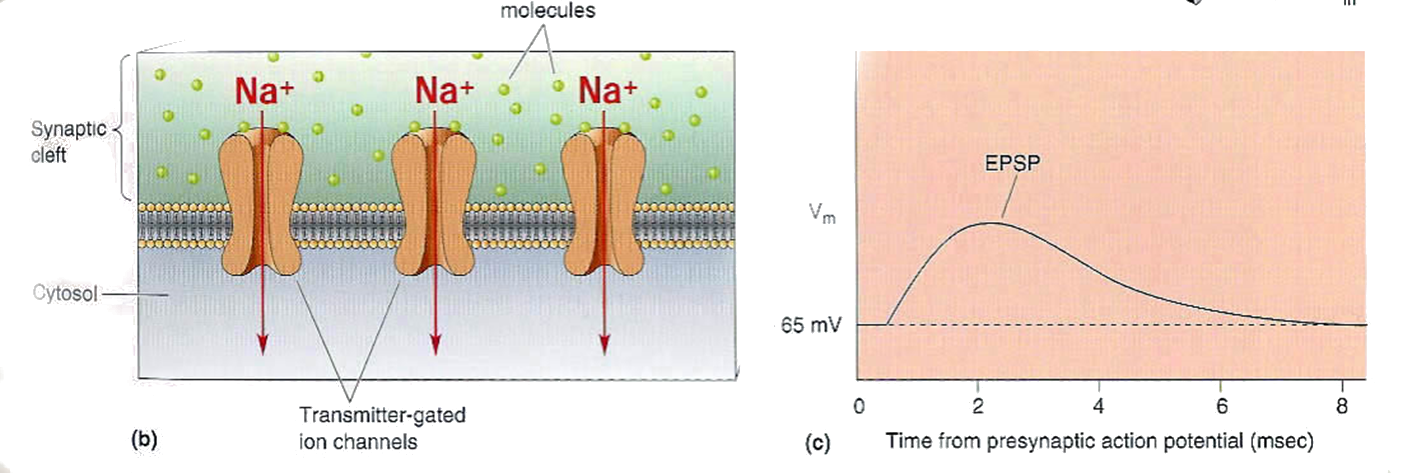 molecules
Na+ Na+ Na+
Synaptic
cleft
Cytosol
Transmitter-gated
ion channels
(b)
EPSP
Vm
65 mV
0 2 4 6 8
(c) Time from presynaptic action potential (msec)